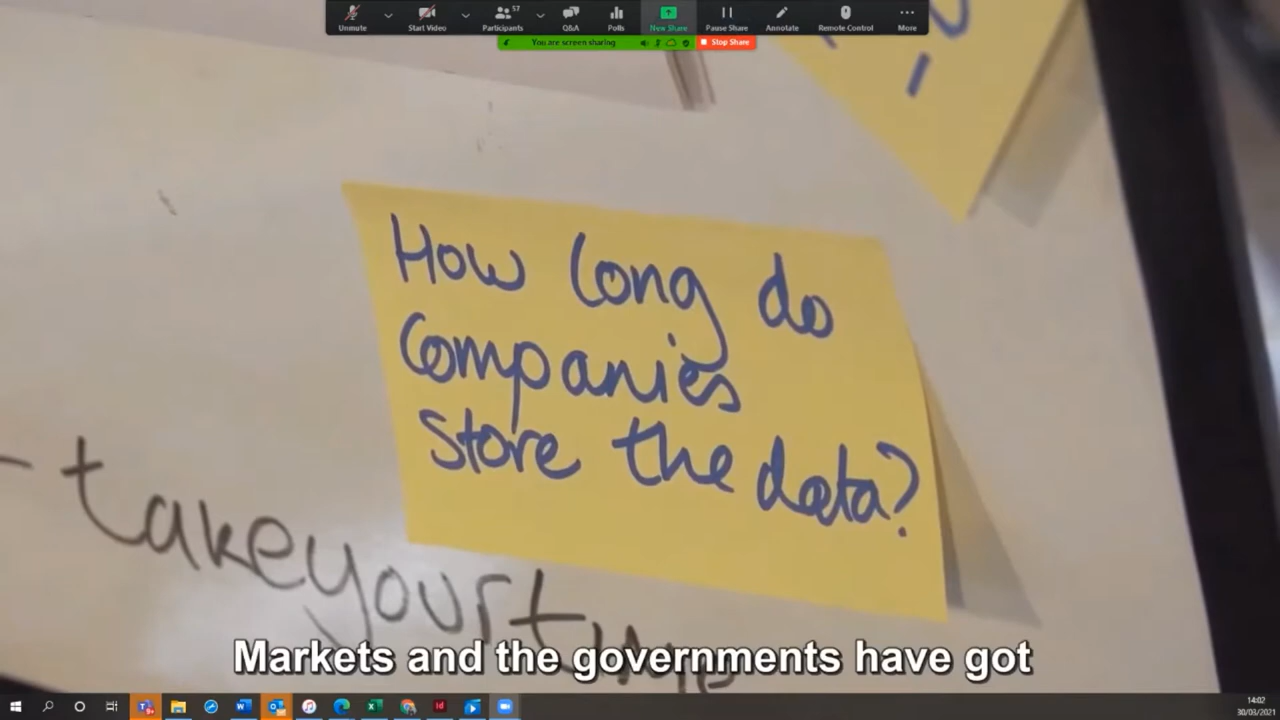 Unmute
Start Video
Participants
57
Q&A
Polls
New Share
Pause Share
Annotate
Remote Control
More
You are screen sharing
Stop Share
How long do
Companies
store the data?
- take your time
Markets and the governments have got
14:02
30/03/2021